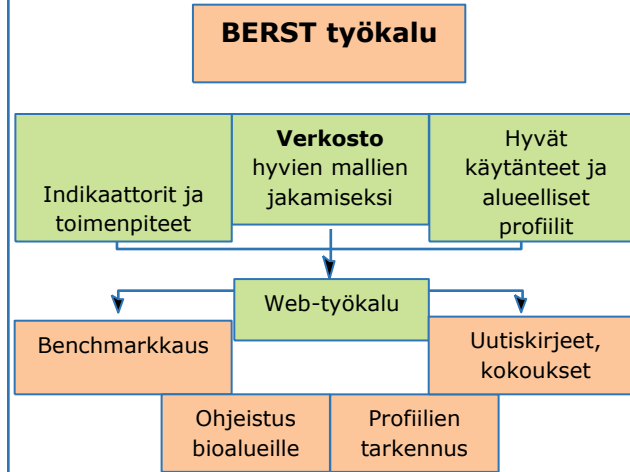 BERST työkalu
Indikaattorit ja
toimenpiteet
Verkosto
hyvien mallien
jakamiseksi
Hyvät
käytänteet ja
alueelliset
profiilit
Web-työkalu
Benchmarkkaus
Uutiskirjeet,
kokoukset
Ohjeistus
bioalueille
Profiilien
tarkennus